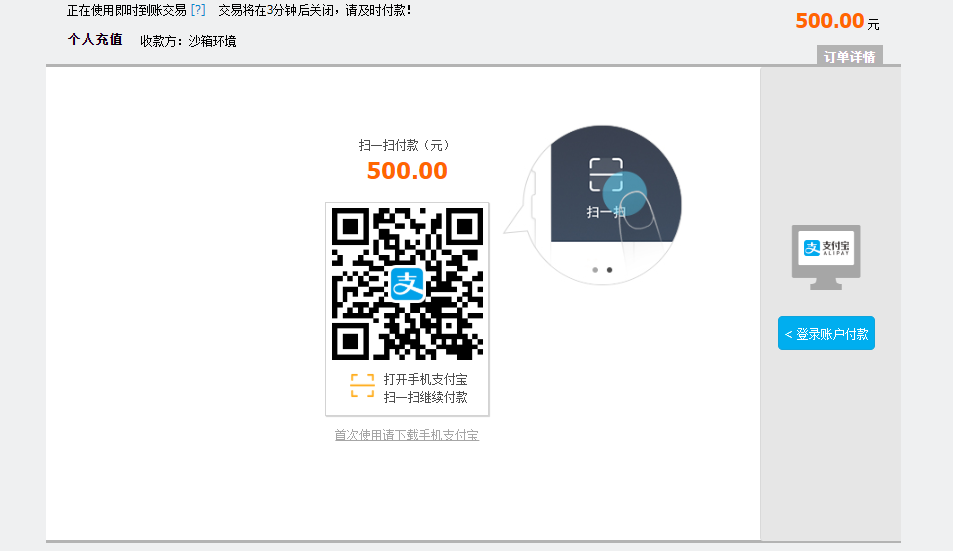 正在使用即时到账交易 [?] 交易将在3分钟后关闭，请及时付款！
500.00 元
个人充值 收款方：沙箱环境
订单详情
扫一扫付款（元）
500.00
扫一扫
支
支付宝
ALIPAY
< 登录账户付款
打开手机支付宝
扫一扫继续付款
首次使用请下载手机支付宝